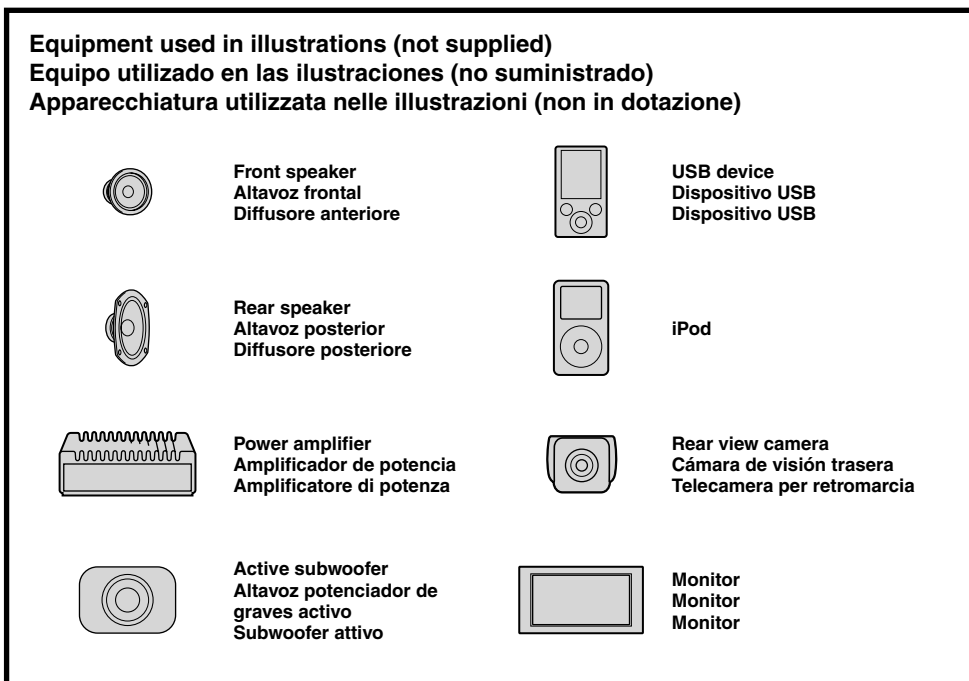 Equipment used in illustrations (not supplied)
Equipo utilizado en las ilustraciones (no suministrado)
Apparecchiatura utilizzata nelle illustrazioni (non in dotazione)
Front speaker
Altavoz frontal
Diffusore anteriore
USB device
Dispositivo USB
Dispositivo USB
Rear speaker
Altavoz posterior
Diffusore posteriore
iPod
Power amplifier
Amplificador de potencia
Amplificatore di potenza
Rear view camera
Cámara de visión trasera
Telecamera per retromarcia
Active subwoofer
Altavoz potenciador de
graves activo
Subwoofer attivo
Monitor
Monitor
Monitor